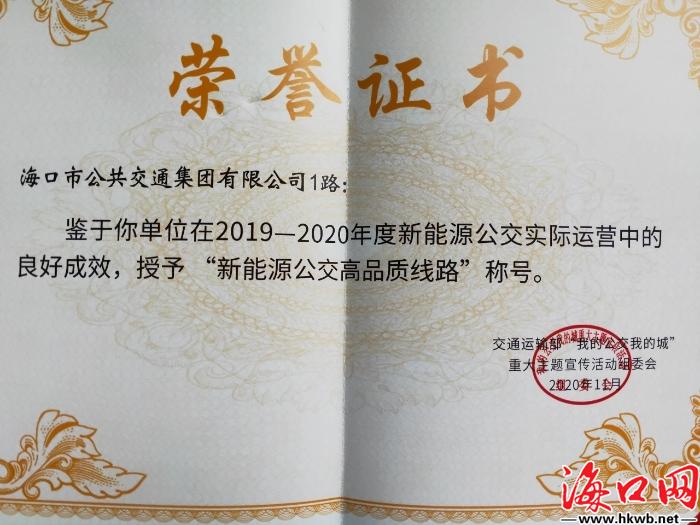 荣誉证书
海口市公共交通集团有限公司1路：
鉴于你单位在2019—2020年度新能源公交实际运营中的
良好成效，授予 “新能源公交高品质线路”称号。
交通运输部“我的公交我的城”
重大主题宣传活动组委会
2020年11月
海口网
www.hkwb.net